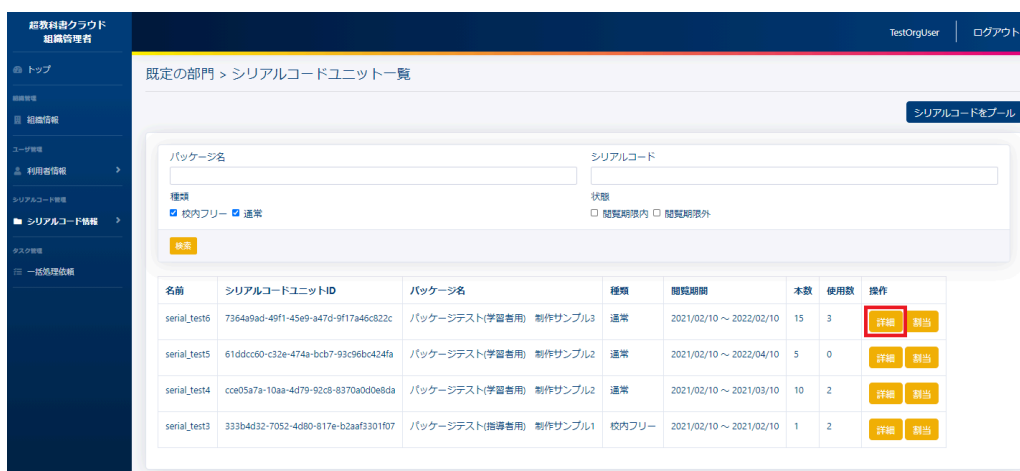 超教科書クラウド
組織管理者
TestOrgUser
ログアウト
トップ
組織管理
組織情報
ユーザ管理
利用者情報
シリアルコード管理
シリアルコード情報
タスク管理
一括処理依頼
既定の部門 > シリアルコードユニット一覧
シリアルコードをプール
パッケージ名 シリアルコード
種類 状態
校内フリー 通常 閲覧期限内 閲覧期限外
検索
名前 シリアルコードユニットID パッケージ名 種類 閲覧期間 本数 使用数 操作
serial_test6 7364a9ad-49f1-45e9-a47d-9f17a46c822c パッケージテスト(学習者用) 制作サンプル3 通常 2021/02/10 ～ 2022/02/10 15 3 詳細 割当
serial_test5 61ddcc60-c32e-474a-bcb7-93c96bc424fa パッケージテスト(学習者用) 制作サンプル2 通常 2021/02/10 ～ 2022/04/10 5 0 詳細 割当
serial_test4 cce05a7a-10aa-4d79-92c8-8370a0d0e8da パッケージテスト(学習者用) 制作サンプル2 通常 2021/02/10 ～ 2021/03/10 10 2 詳細 割当
serial_test3 333b4d32-7052-4d80-817e-b2aaf3301f07 パッケージテスト(指導者用) 制作サンプル1 校内フリー 2021/02/10 ～ 2021/02/10 1 2 詳細 割当